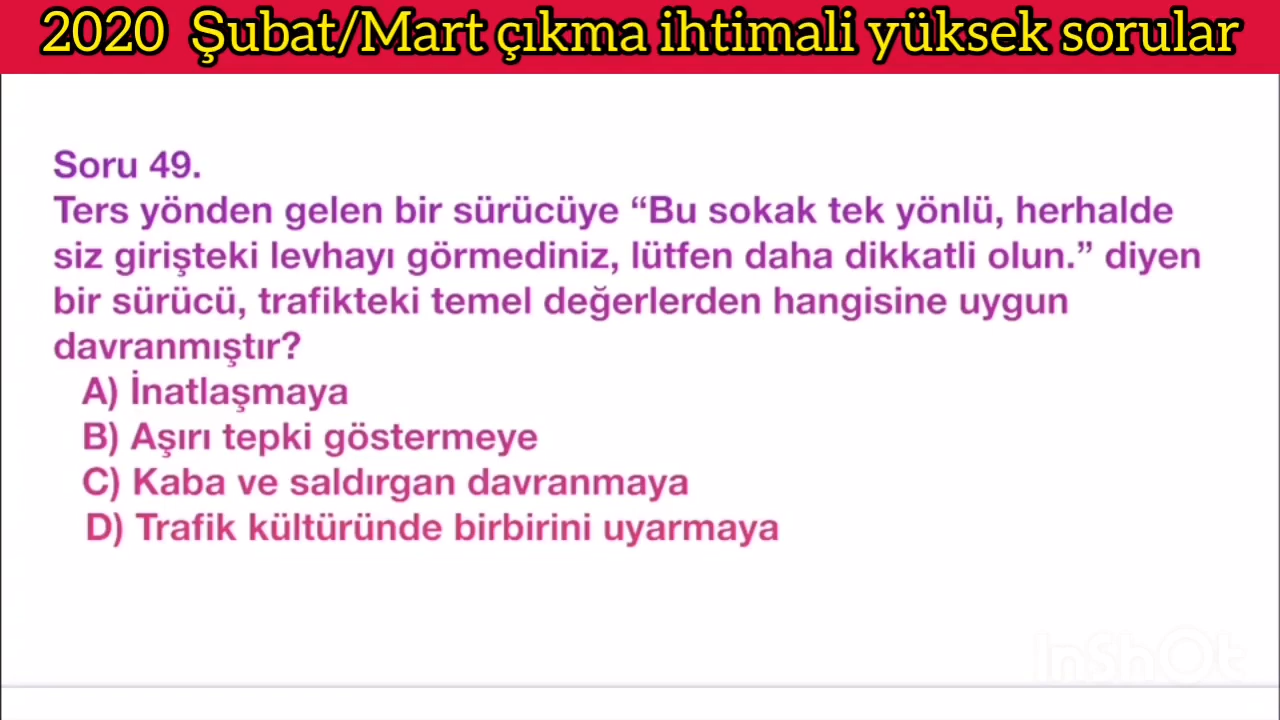 2020 Şubat/Mart çıkma ihtimali yüksek sorular
Soru 49.
Ters yönden gelen bir sürücüye “Bu sokak tek yönlü, herhalde
siz girişteki levhayı görmediniz, lütfen daha dikkatli olun.” diyen
bir sürücü, trafikteki temel değerlerden hangisine uygun
davranmıştır?
A) İnatlaşmaya
B) Aşırı tepki göstermeye
C) Kaba ve saldırgan davranmaya
D) Trafik kültüründe birbirini uyarmaya
InShOt